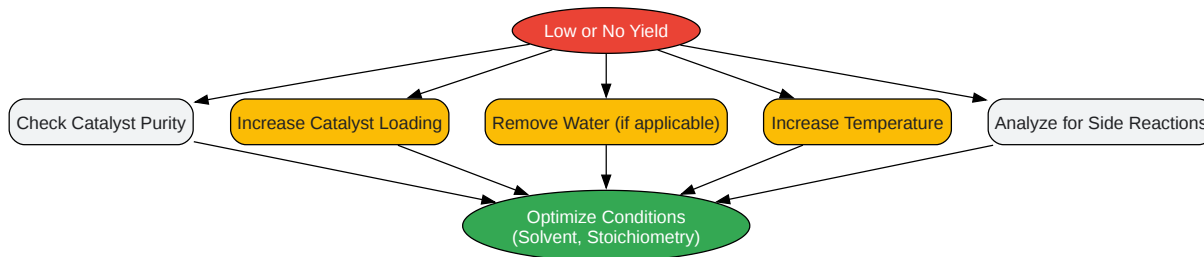 Low or No Yield
Check Catalyst Purity
Increase Catalyst Loading
Remove Water (if applicable)
Increase Temperature
Analyze for Side Reactions
Optimize Conditions
(Solvent, Stoichiometry)